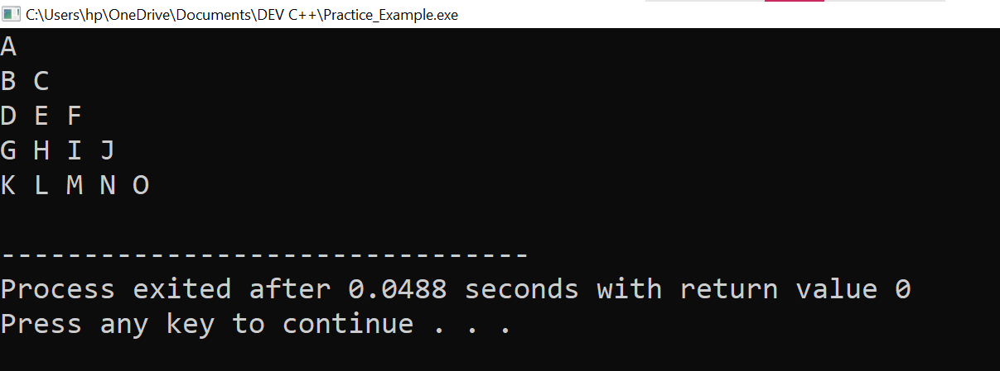 C:\Users\hp\OneDrive\Documents\DEV C++\Practice_Example.exe
A
B C
D E F
G H I J
K L M N O
--------------------------------
Process exited after 0.0488 seconds with return value 0
Press any key to continue . . .